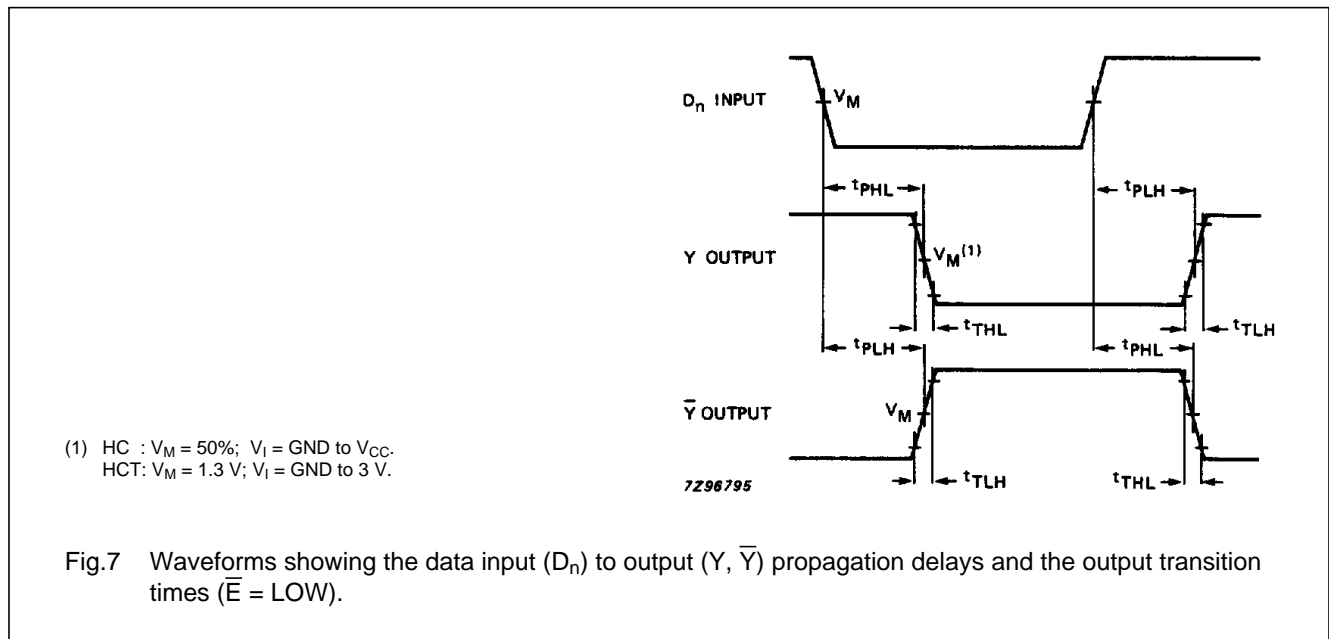 Dn INPUT
VM
tPHL
tPLH
Y OUTPUT
VM(1)
tTHL
tTLH
tPLH
tPHL
Y̅ OUTPUT
VM
tTLH
tTHL
7Z96795
(1) HC : VM = 50%; VI = GND to VCC.
HCT: VM = 1.3 V; VI = GND to 3 V.
Fig.7 Waveforms showing the data input (Dn) to output (Y, Y̅) propagation delays and the output transition
times (E̅ = LOW).